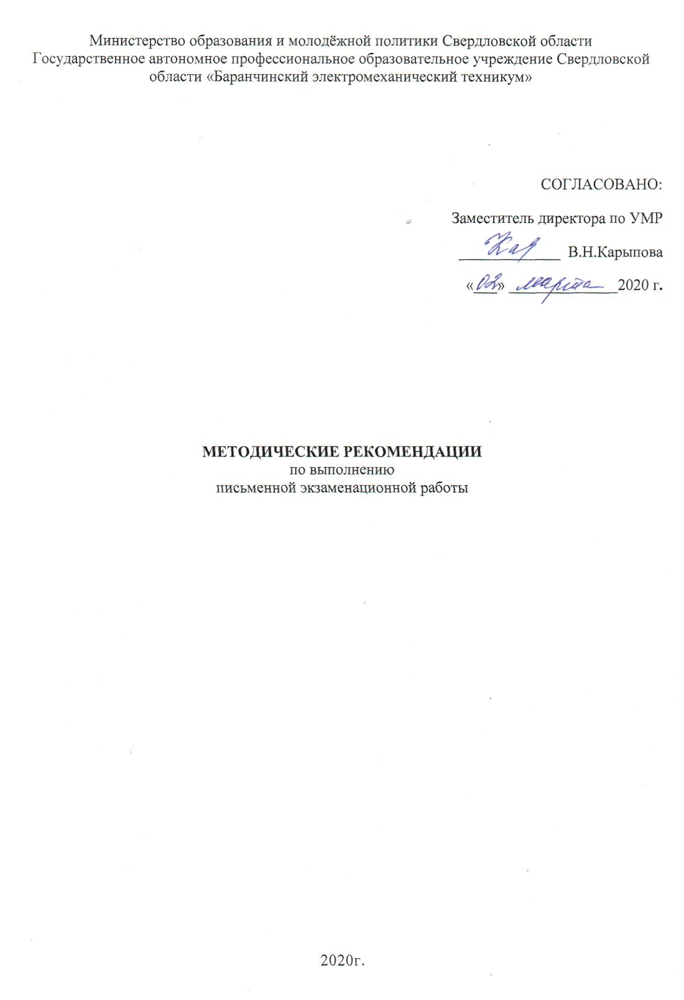 Министерство образования и молодёжной политики Свердловской области
Государственное автономное профессиональное образовательное учреждение Свердловской
области «Баранчинский электромеханический техникум»
СОГЛАСОВАНО:
Заместитель директора по УМР
Кар В.Н.Карыпова
«02» марта 2020 г.
МЕТОДИЧЕСКИЕ РЕКОМЕНДАЦИИ
по выполнению
письменной экзаменационной работы
2020г.